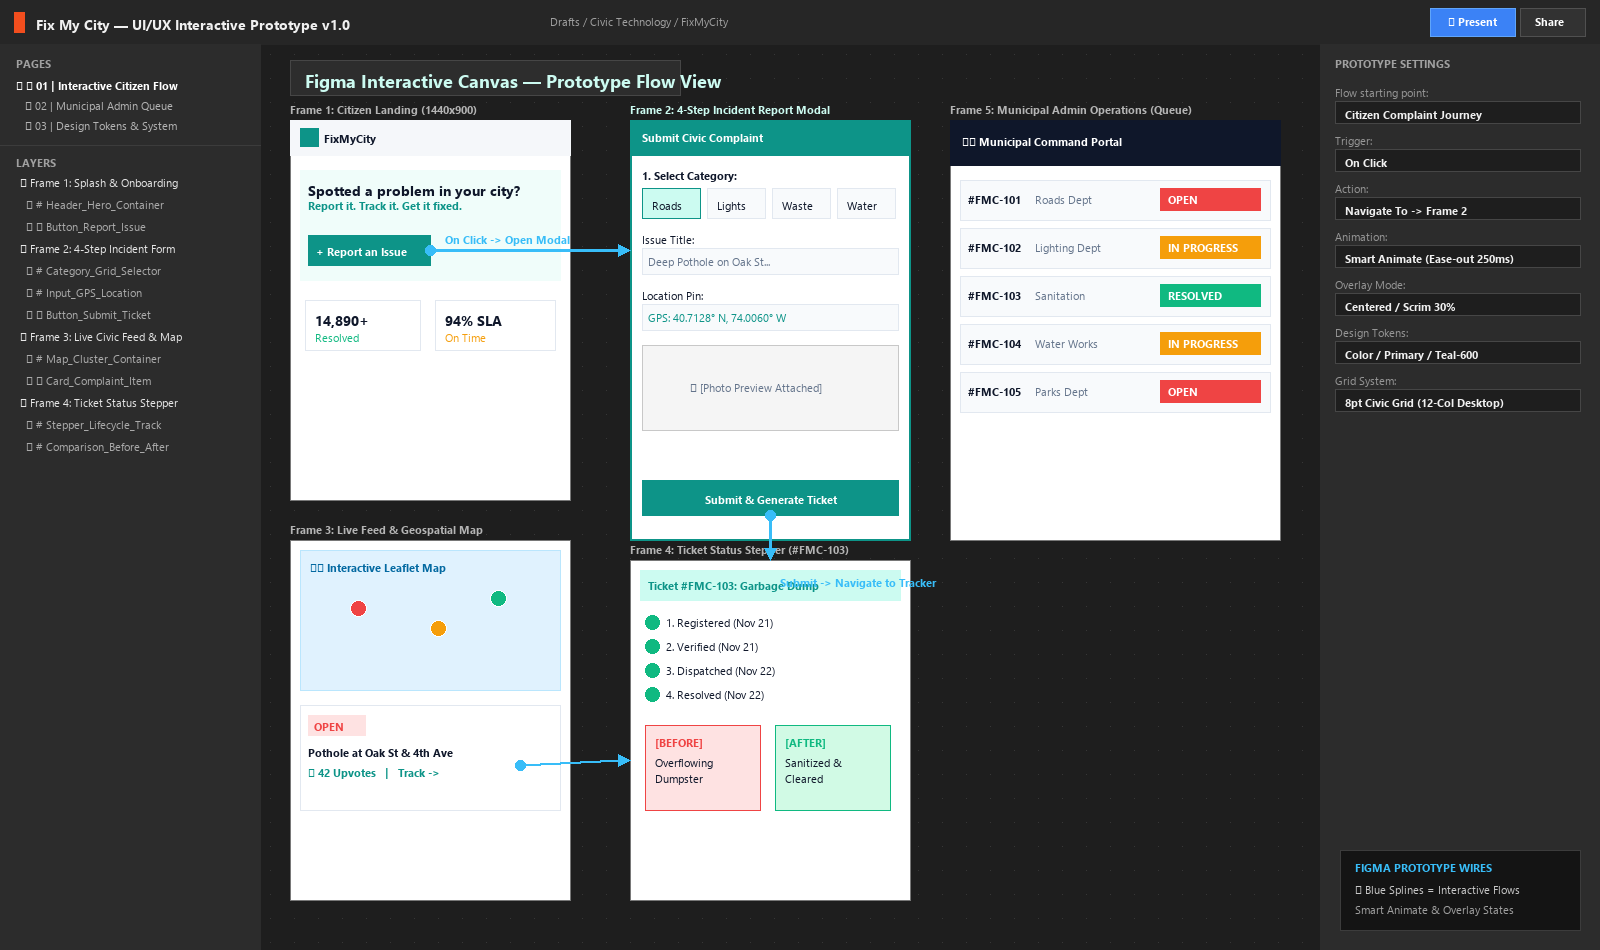 Fix My City — UI/UX Interactive Prototype v1.0
Drafts / Civic Technology / FixMyCity
Present
Share
PAGES
01 | Interactive Citizen Flow
02 | Municipal Admin Queue
03 | Design Tokens & System
LAYERS
Frame 1: Splash & Onboarding
# Header_Hero_Container
Button_Report_Issue
Frame 2: 4-Step Incident Form
# Category_Grid_Selector
# Input_GPS_Location
Button_Submit_Ticket
Frame 3: Live Civic Feed & Map
# Map_Cluster_Container
Card_Complaint_Item
Frame 4: Ticket Status Stepper
# Stepper_Lifecycle_Track
# Comparison_Before_After
Figma Interactive Canvas — Prototype Flow View
Frame 1: Citizen Landing (1440x900)
FixMyCity
Spotted a problem in your city?
Report it. Track it. Get it fixed.
+ Report an Issue
On Click -> Open Modal
14,890+
Resolved
94% SLA
On Time
Frame 2: 4-Step Incident Report Modal
Submit Civic Complaint
1. Select Category:
Roads
Lights
Waste
Water
Issue Title:
Deep Pothole on Oak St...
Location Pin:
GPS: 40.7128° N, 74.0060° W
[Photo Preview Attached]
Submit & Generate Ticket
Frame 5: Municipal Admin Operations (Queue)
Municipal Command Portal
#FMC-101 Roads Dept OPEN
#FMC-102 Lighting Dept IN PROGRESS
#FMC-103 Sanitation RESOLVED
#FMC-104 Water Works IN PROGRESS
#FMC-105 Parks Dept OPEN
Frame 3: Live Feed & Geospatial Map
Interactive Leaflet Map
OPEN
Pothole at Oak St & 4th Ave
42 Upvotes | Track ->
Frame 4: Ticket Status Stepper (#FMC-103)
Ticket #FMC-103: Garbage Dump
Submit -> Navigate to Tracker
1. Registered (Nov 21)
2. Verified (Nov 21)
3. Dispatched (Nov 22)
4. Resolved (Nov 22)
[BEFORE]
Overflowing
Dumpster
[AFTER]
Sanitized &
Cleared
PROTOTYPE SETTINGS
Flow starting point:
Citizen Complaint Journey
Trigger:
On Click
Action:
Navigate To -> Frame 2
Animation:
Smart Animate (Ease-out 250ms)
Overlay Mode:
Centered / Scrim 30%
Design Tokens:
Color / Primary / Teal-600
Grid System:
8pt Civic Grid (12-Col Desktop)
FIGMA PROTOTYPE WIRES
Blue Splines = Interactive Flows
Smart Animate & Overlay States